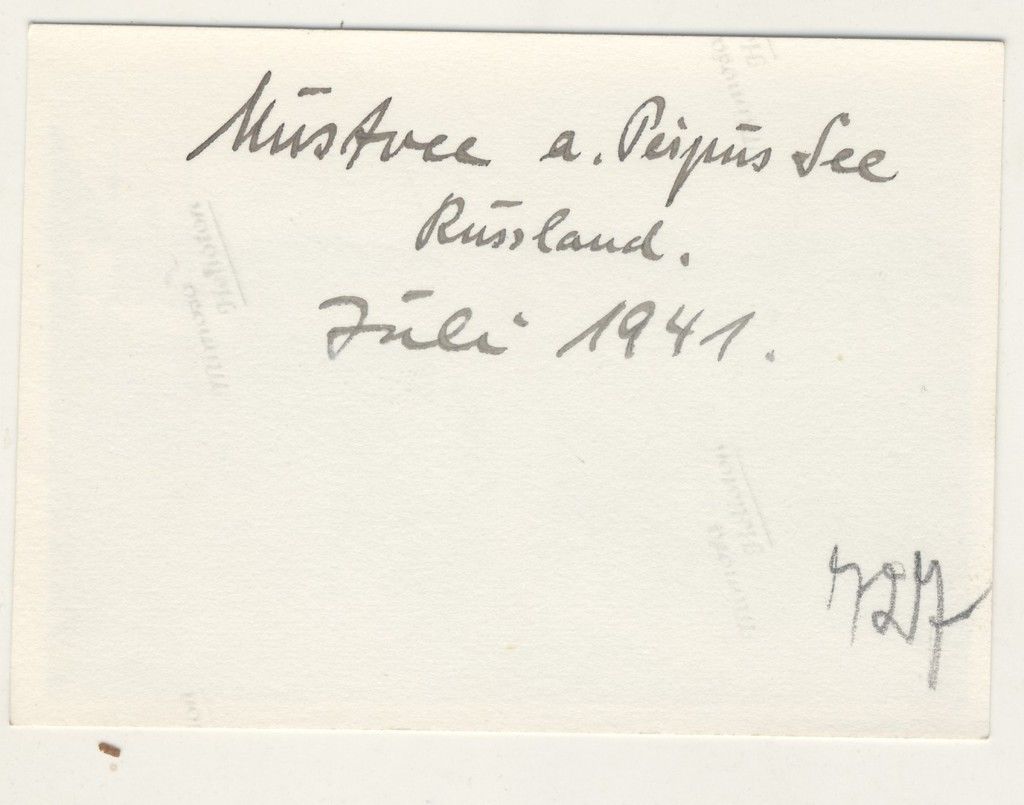 Mustvee a. Peipus See
Russland.
Juli 1941.